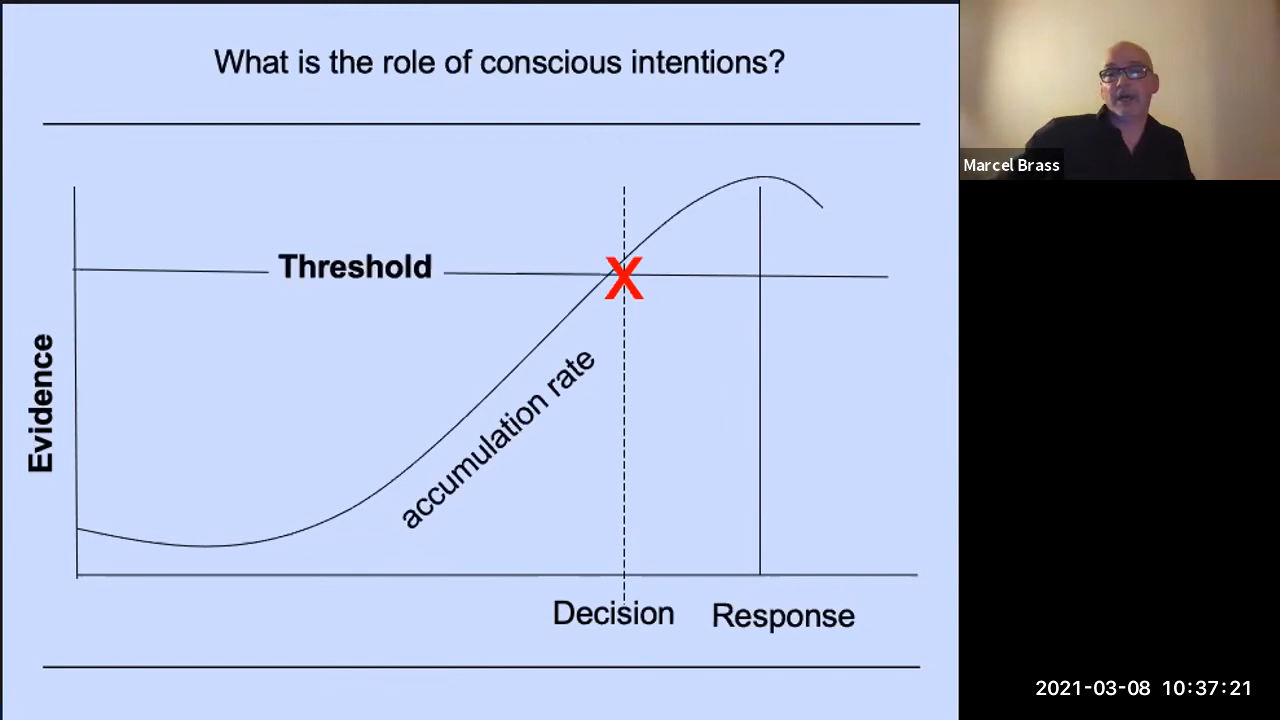 What is the role of conscious intentions?
Marcel Brass
Threshold
X
Evidence
accumulation rate
Decision
Response
2021-03-08 10:37:21